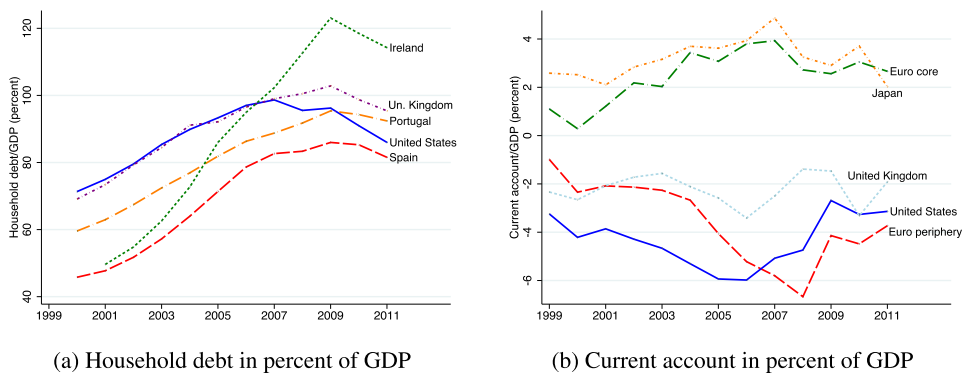 Household debt/GDP (percent)
120
100
80
60
40
Ireland
Un. Kingdom
Portugal
United States
Spain
1999 2001 2003 2005 2007 2009 2011
(a) Household debt in percent of GDP
Current account/GDP (percent)
4
2
0
-2
-4
-6
Euro core
Japan
United Kingdom
United States
Euro periphery
1999 2001 2003 2005 2007 2009 2011
(b) Current account in percent of GDP